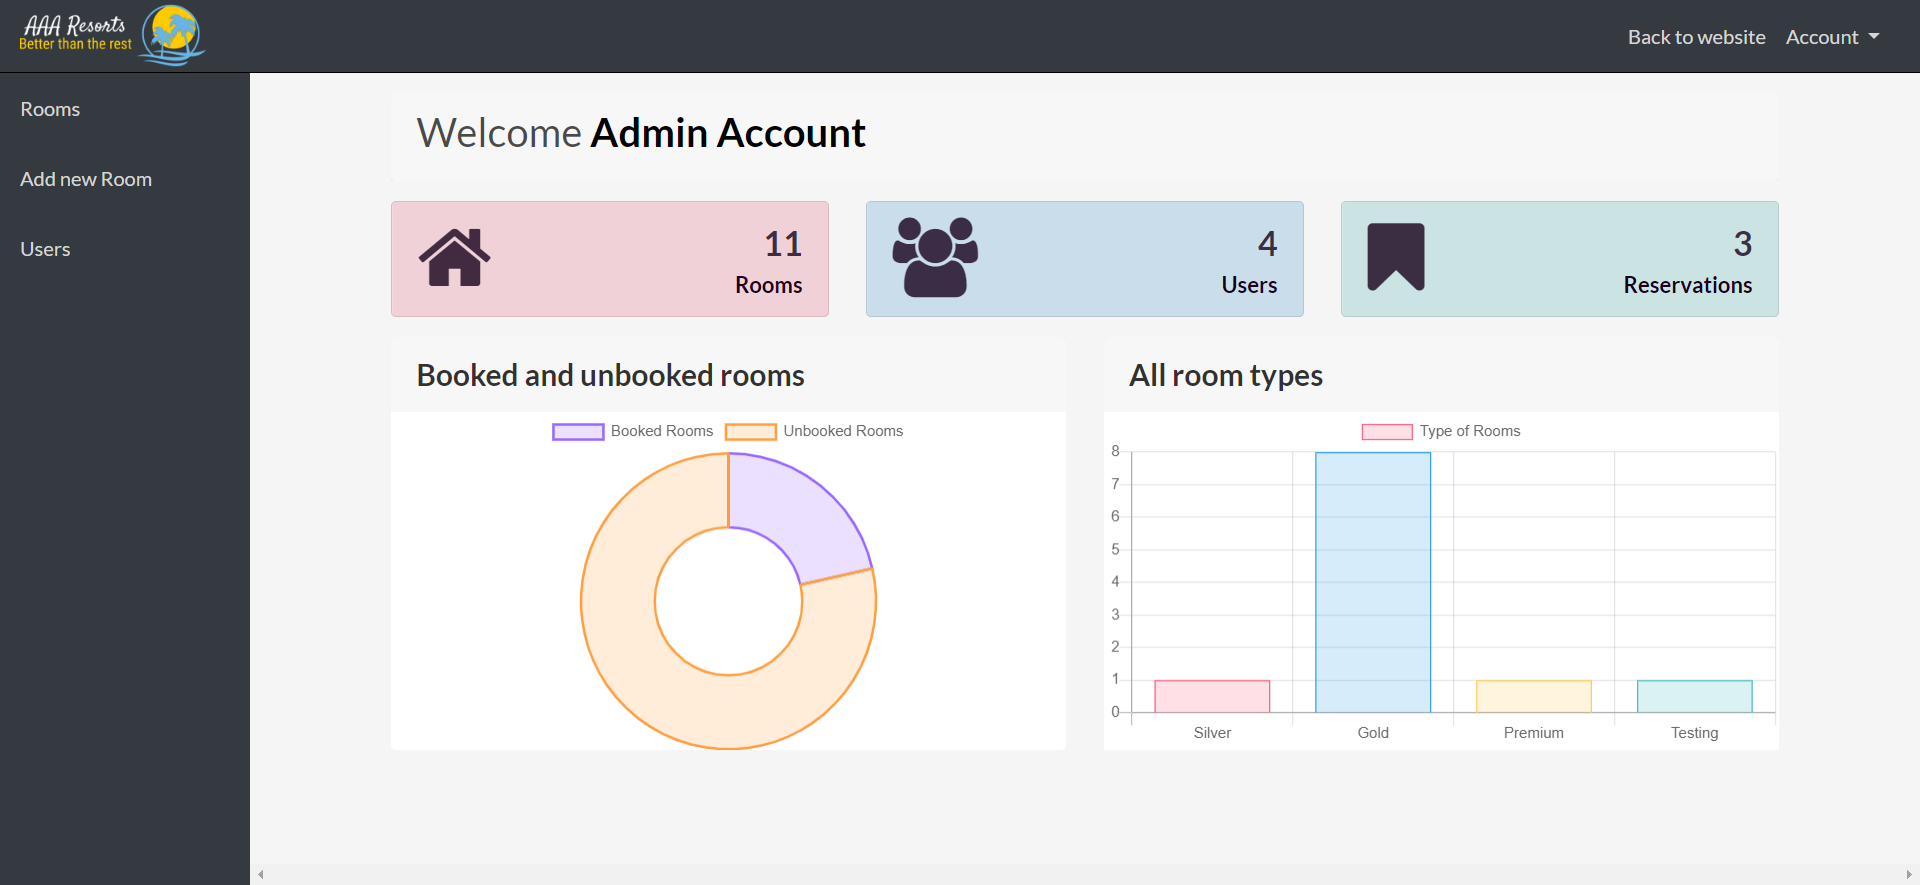 AAA Resorts
Better than the rest
Back to website
Account
Rooms
Add new Room
Users
Welcome Admin Account
11
Rooms
4
Users
3
Reservations
Booked and unbooked rooms
Booked Rooms
Unbooked Rooms
All room types
Type of Rooms
8
7
6
5
4
3
2
1
0
Silver
Gold
Premium
Testing